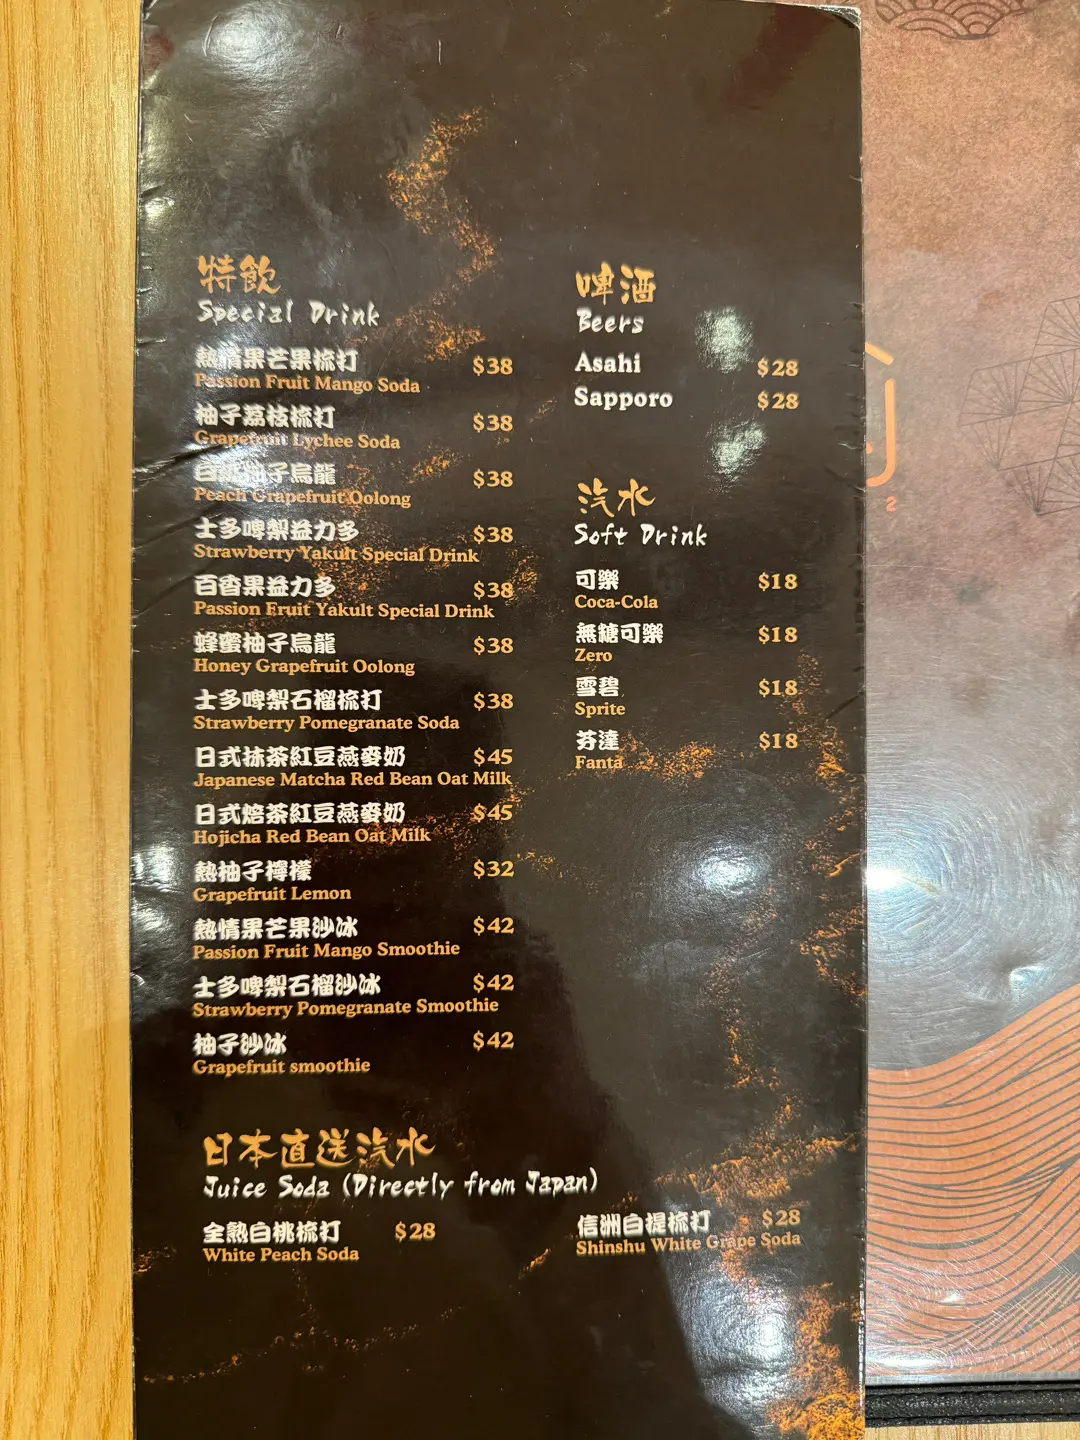 特飲
Special Drink
熱情果芒果梳打 $38
Passion Fruit Mango Soda
柚子荔枝梳打 $38
Grapefruit Lychee Soda
白桃柚子烏龍 $38
Peach Grapefruit Oolong
士多啤梨益力多 $38
Strawberry Yakult Special Drink
百香果益力多 $38
Passion Fruit Yakult Special Drink
蜂蜜柚子烏龍 $38
Honey Grapefruit Oolong
士多啤梨石榴梳打 $38
Strawberry Pomegranate Soda
日式抹茶紅豆燕麥奶 $45
Japanese Matcha Red Bean Oat Milk
日式焙茶紅豆燕麥奶 $45
Hojicha Red Bean Oat Milk
熱柚子檸檬 $32
Grapefruit Lemon
熱情果芒果沙冰 $42
Passion Fruit Mango Smoothie
士多啤梨石榴沙冰 $42
Strawberry Pomegranate Smoothie
柚子沙冰 $42
Grapefruit smoothie
啤酒
Beers
Asahi $28
Sapporo $28
汽水
Soft Drink
可樂 $18
Coca-Cola
無糖可樂 $18
Zero
雪碧 $18
Sprite
芬達 $18
Fanta
日本直送汽水
Juice Soda (Directly from Japan)
全熟白桃梳打 $28
White Peach Soda
信洲白提梳打 $28
Shinshu White Grape Soda